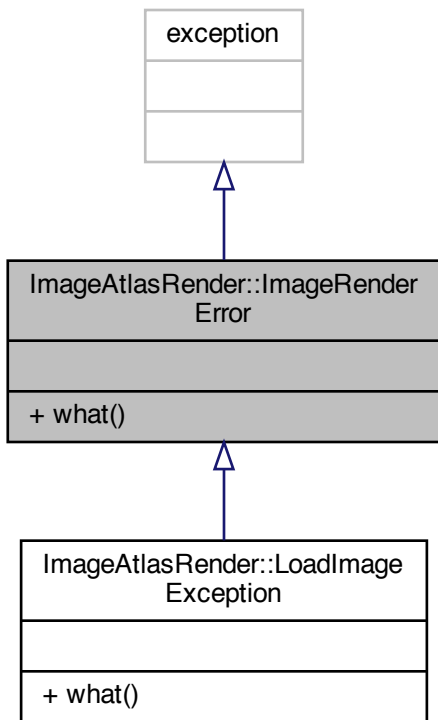 exception
ImageAtlasRender::ImageRender
Error
+ what()
ImageAtlasRender::LoadImage
Exception
+ what()